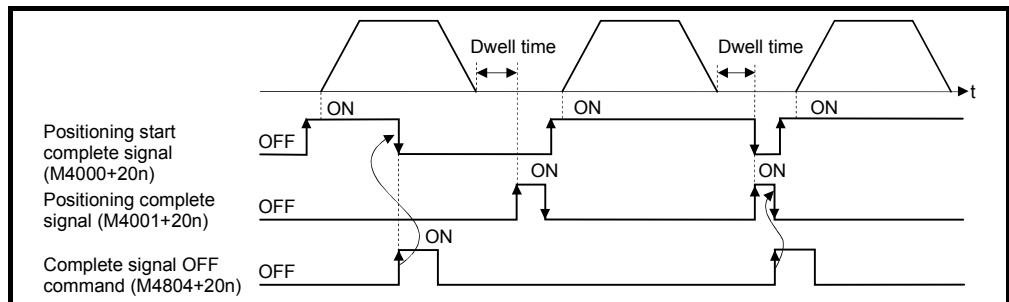 Dwell time
Dwell time
t
ON
ON
ON
Positioning start
complete signal
(M4000+20n)
OFF
ON
ON
Positioning complete
signal (M4001+20n)
OFF
ON
Complete signal OFF
command (M4804+20n)
OFF